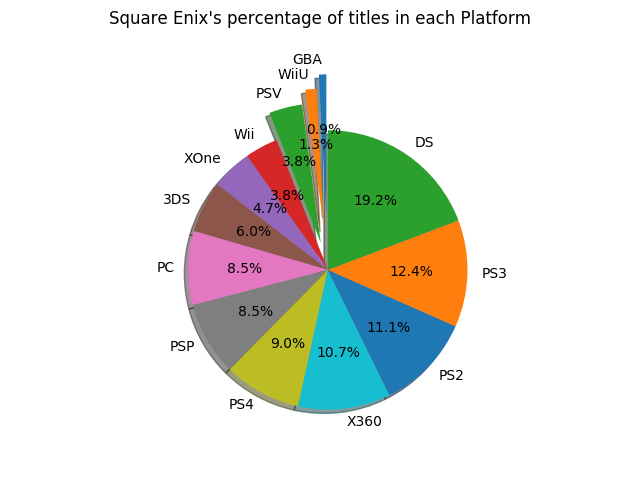 Square Enix's percentage of titles in each Platform
GBA
WiiU
PSV
Wii
XOne
3DS
PC
PSP
PS4
X360
PS2
PS3
DS
0.9%
1.3%
3.8%
3.8%
4.7%
6.0%
8.5%
8.5%
9.0%
10.7%
11.1%
12.4%
19.2%